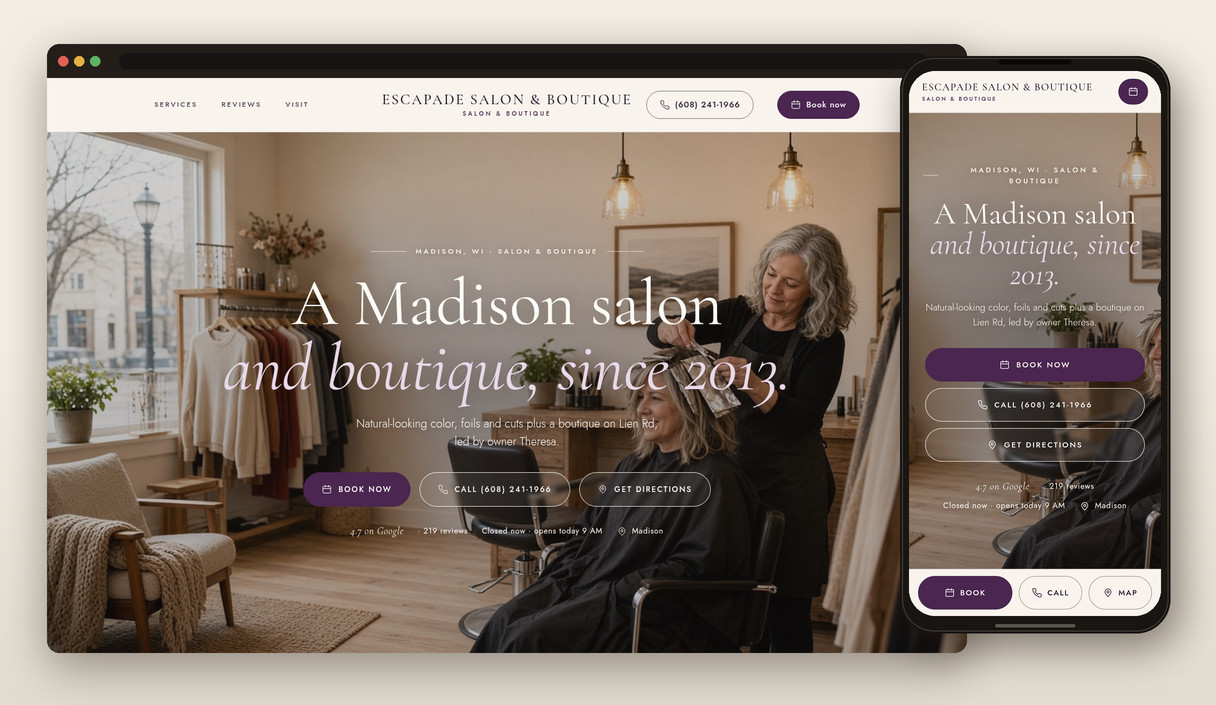 SERVICES REVIEWS VISIT
ESCAPADE SALON & BOUTIQUE
SALON & BOUTIQUE
(608) 241-1966
Book now
MADISON, WI · SALON & BOUTIQUE
A Madison salon
and boutique, since 2013.
Natural-looking color, foils and cuts plus a boutique on Lien Rd,
led by owner Theresa.
BOOK NOW
CALL (608) 241-1966
GET DIRECTIONS
4.7 on Google · 219 reviews Closed now · opens today 9 AM Madison
ESCAPADE SALON & BOUTIQUE
SALON & BOUTIQUE
MADISON, WI · SALON &
BOUTIQUE
A Madison salon
and boutique, since
2013.
Natural-looking color, foils and cuts plus a boutique on
Lien Rd, led by owner Theresa.
BOOK NOW
CALL (608) 241-1966
GET DIRECTIONS
4.7 on Google · 219 reviews
Closed now · opens today 9 AM Madison
BOOK CALL MAP